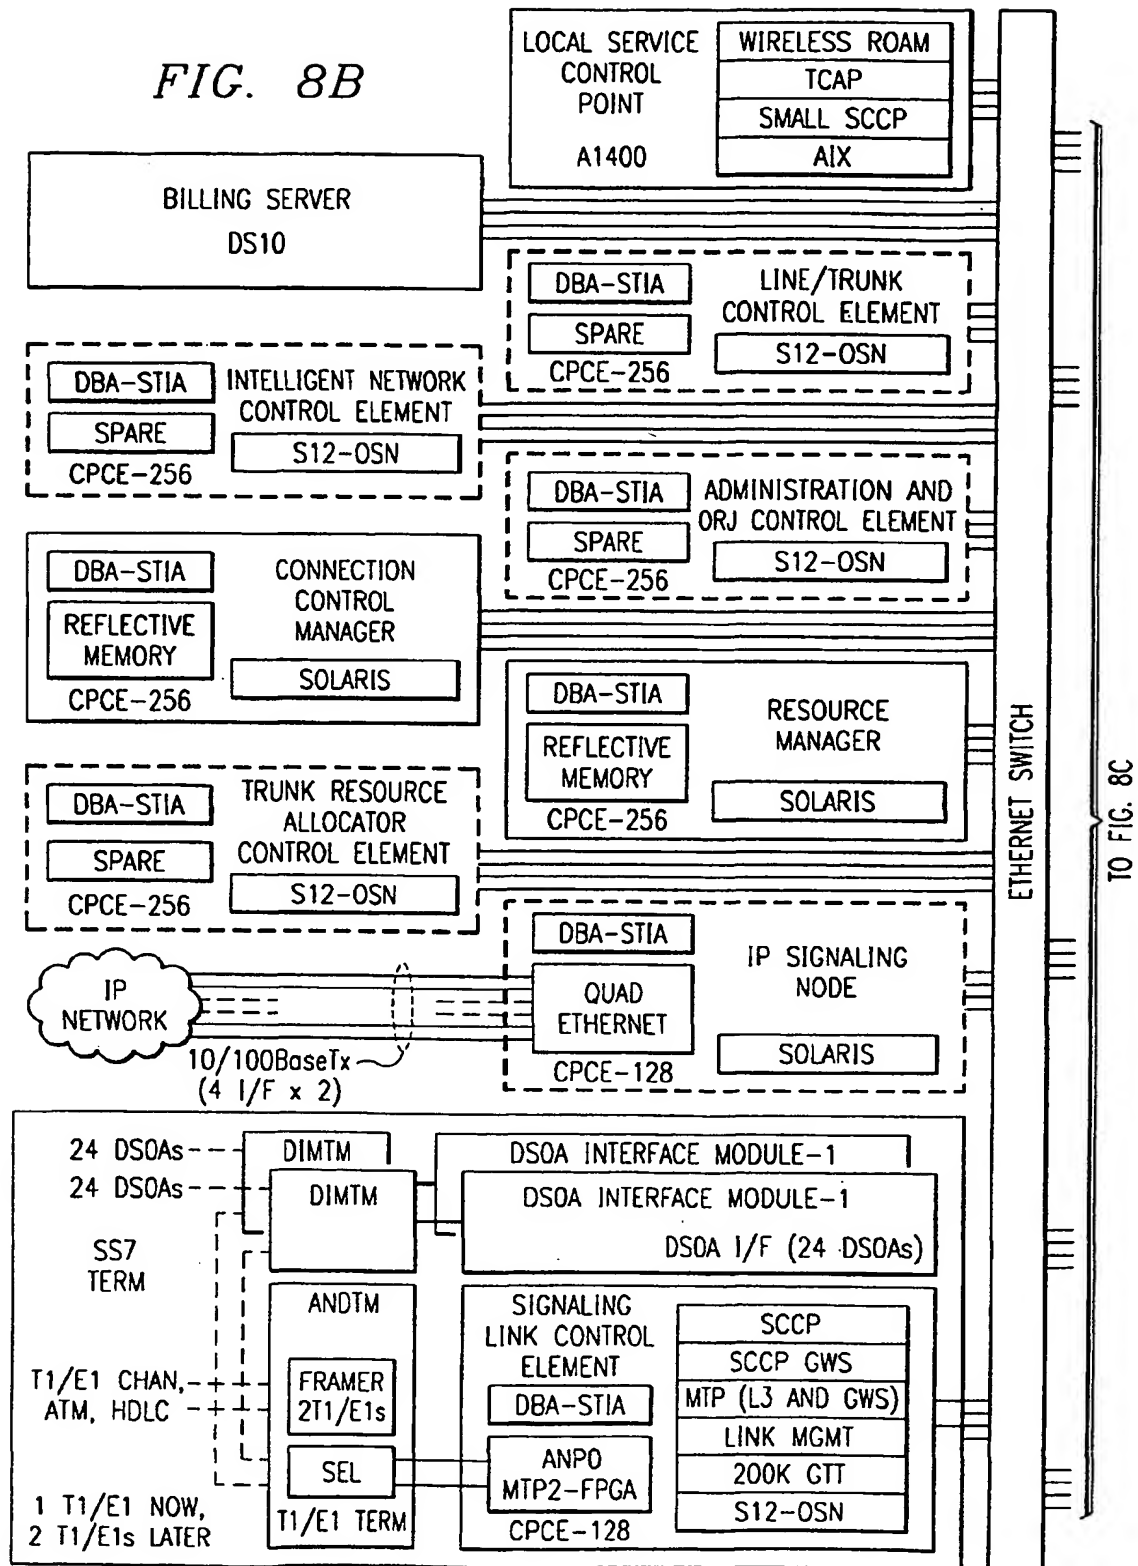 FIG. 8B
LOCAL SERVICE
CONTROL
POINT
A1400
WIRELESS ROAM
TCAP
SMALL SCCP
AIX
BILLING SERVER
DS10
DBA-STIA
SPARE
CPCE-256
LINE/TRUNK
CONTROL ELEMENT
S12-OSN
DBA-STIA
SPARE
CPCE-256
INTELLIGENT NETWORK
CONTROL ELEMENT
S12-OSN
DBA-STIA
SPARE
CPCE-256
ADMINISTRATION AND
ORJ CONTROL ELEMENT
S12-OSN
DBA-STIA
REFLECTIVE
MEMORY
CPCE-256
CONNECTION
CONTROL
MANAGER
SOLARIS
DBA-STIA
REFLECTIVE
MEMORY
CPCE-256
RESOURCE
MANAGER
SOLARIS
DBA-STIA
SPARE
CPCE-256
TRUNK RESOURCE
ALLOCATOR
CONTROL ELEMENT
S12-OSN
IP
NETWORK
10/100BaseTx
(4 I/F x 2)
DBA-STIA
QUAD
ETHERNET
CPCE-128
IP SIGNALING
NODE
SOLARIS
ETHERNET SWITCH
TO FIG. 8C
24 DSOAs
24 DSOAs
SS7
TERM
DIMTM
DIMTM
DSOA INTERFACE MODULE-1
DSOA INTERFACE MODULE-1
DSOA I/F (24 DSOAs)
T1/E1 CHAN,
ATM, HDLC
1 T1/E1 NOW,
2 T1/E1s LATER
ANDTM
FRAMER
2T1/E1s
SEL
T1/E1 TERM
SIGNALING
LINK CONTROL
ELEMENT
DBA-STIA
ANPO
MTP2-FPGA
CPCE-128
SCCP
SCCP GWS
MTP (L3 AND GWS)
LINK MGMT
200K GTT
S12-OSN